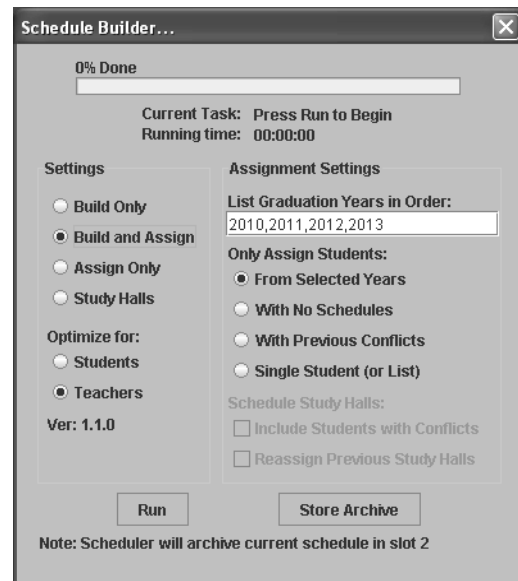 Schedule Builder...
0% Done
Current Task: Press Run to Begin
Running time: 00:00:00
Settings
Build Only
Build and Assign
Assign Only
Study Halls
Optimize for:
Students
Teachers
Ver: 1.1.0
Assignment Settings
List Graduation Years in Order:
2010,2011,2012,2013
Only Assign Students:
From Selected Years
With No Schedules
With Previous Conflicts
Single Student (or List)
Schedule Study Halls:
Include Students with Conflicts
Reassign Previous Study Halls
Run
Store Archive
Note: Scheduler will archive current schedule in slot 2